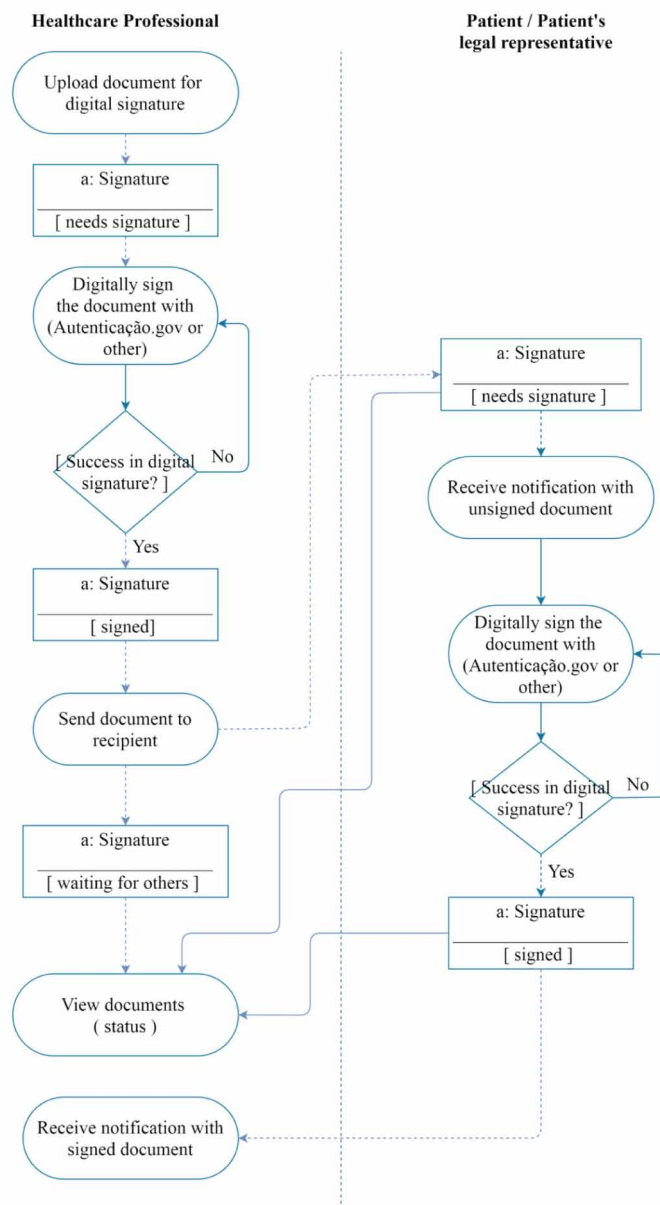 Healthcare Professional
Upload document for
digital signature
a: Signature
[ needs signature ]
Digitally sign
the document with
(Autenticação.gov or
other)
[ Success in digital
signature? ]
No
Yes
a: Signature
[ signed]
Send document to
recipient
a: Signature
[ waiting for others ]
View documents
( status )
Receive notification with
signed document
Patient / Patient's
legal representative
a: Signature
[ needs signature ]
Receive notification with
unsigned document
Digitally sign the
document with
(Autenticação.gov or
other)
[ Success in digital
signature? ]
No
Yes
a: Signature
[ signed ]